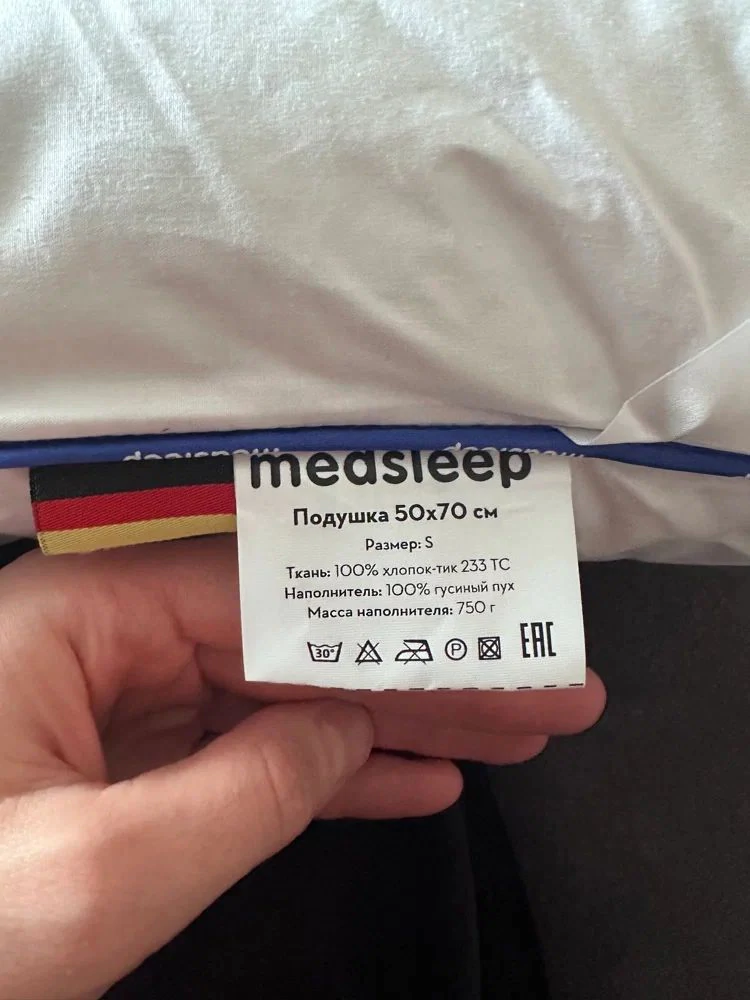 medsleep
Подушка 50х70 см
Размер: S
Ткань: 100% хлопок-тик 233 ТС
Наполнитель: 100% гусиный пух
Масса наполнителя: 750 г
30°
P
EAC